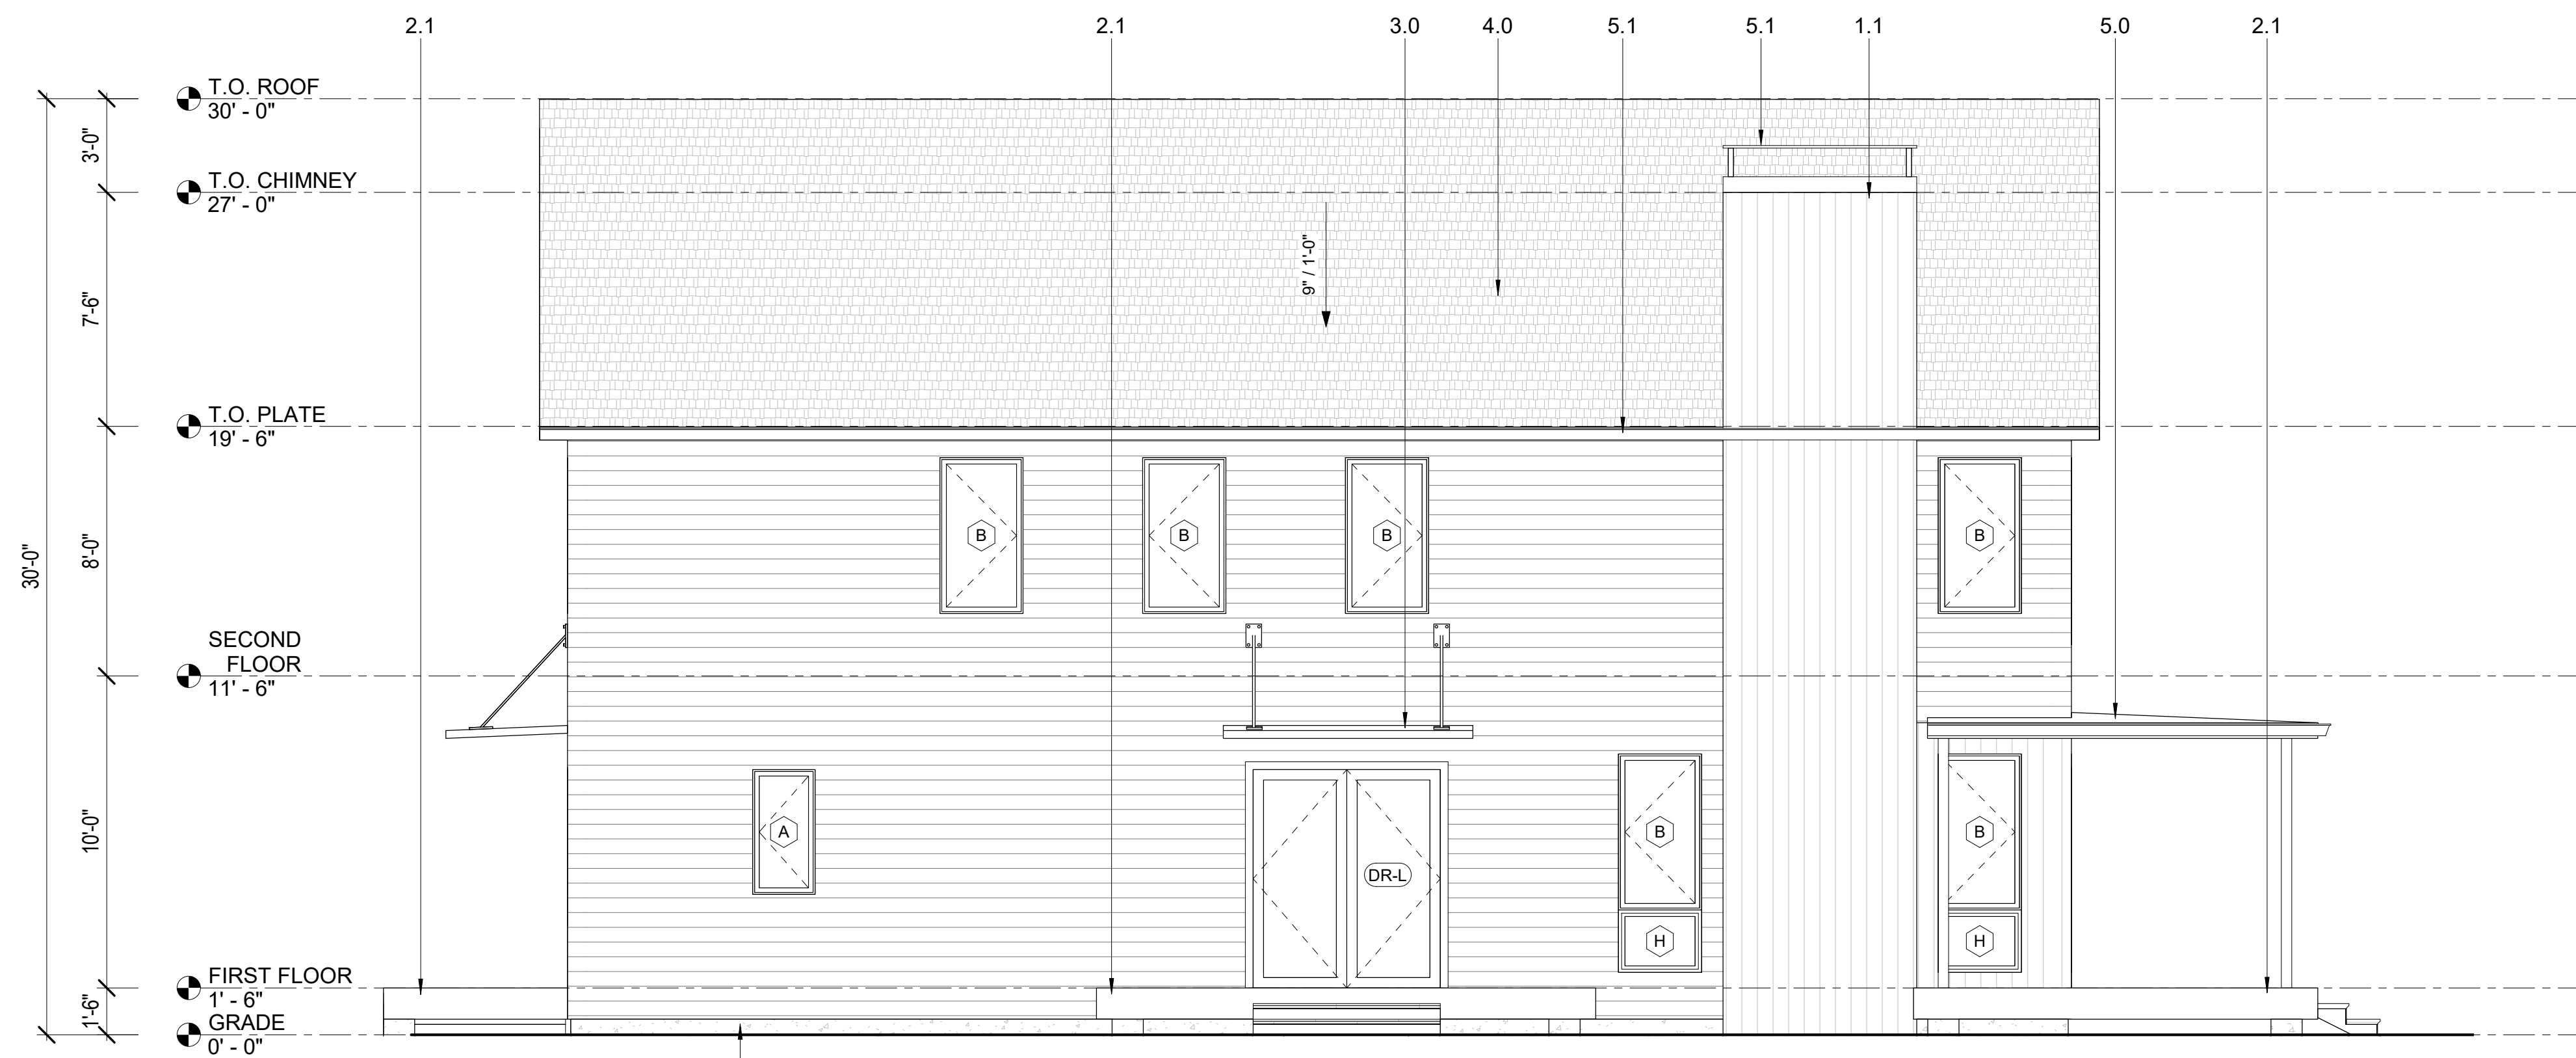 2.1 2.1 3.0 4.0 5.1 5.1 1.1 5.0 2.1
T.O. ROOF
30' - 0"
3'-0"
T.O. CHIMNEY
27' - 0"
9" / 1'-0"
7'-6"
T.O. PLATE
19' - 6"
B B B B
8'-0"
30'-0"
SECOND
FLOOR
11' - 6"
10'-0"
A B B
DR-L
H H
FIRST FLOOR
1' - 6"
1'-6"
GRADE
0' - 0"